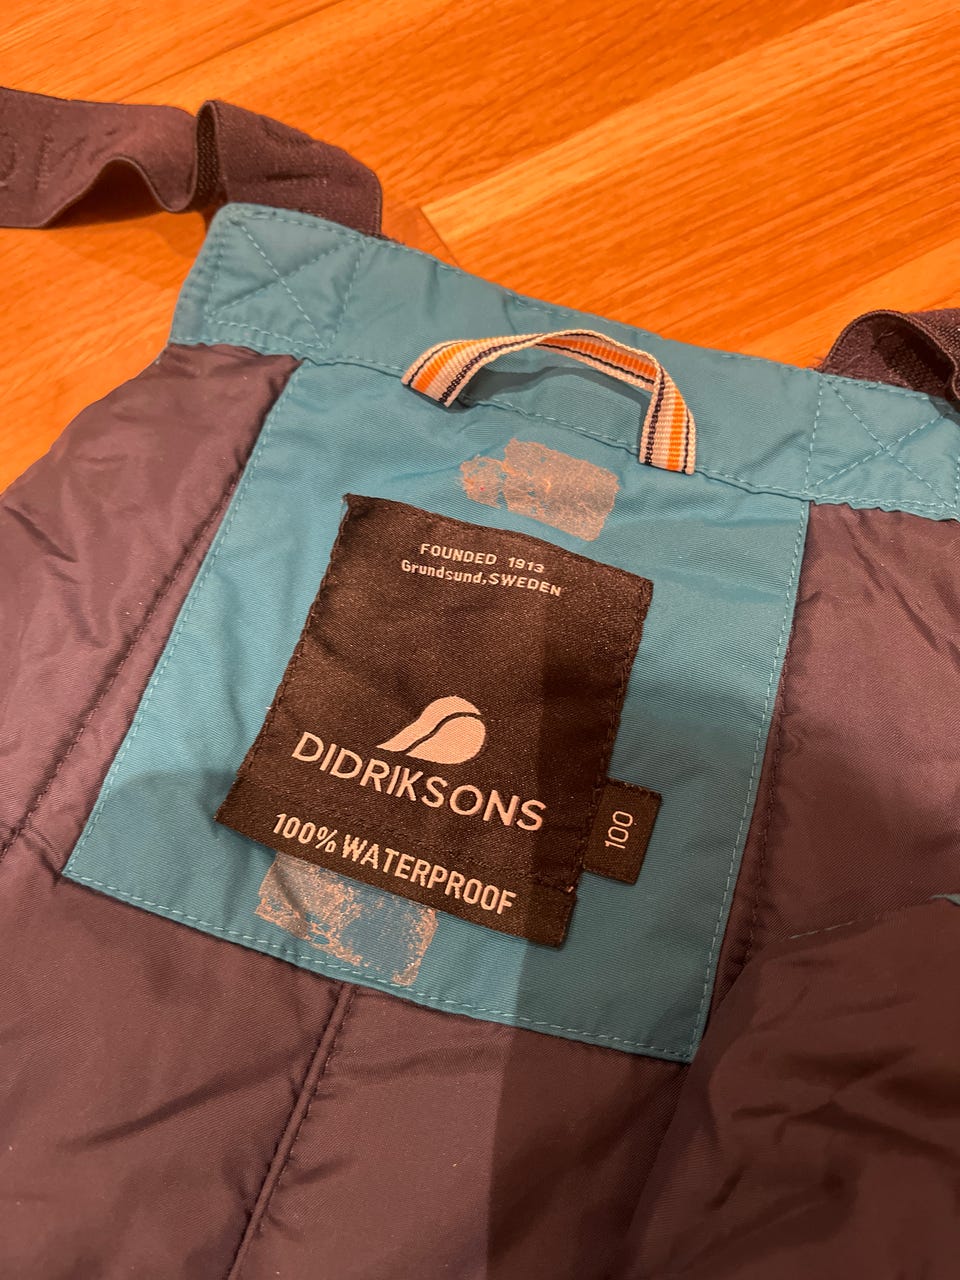 FOUNDED 1913
Grundsund,SWEDEN
DIDRIKSONS
100% WATERPROOF
100